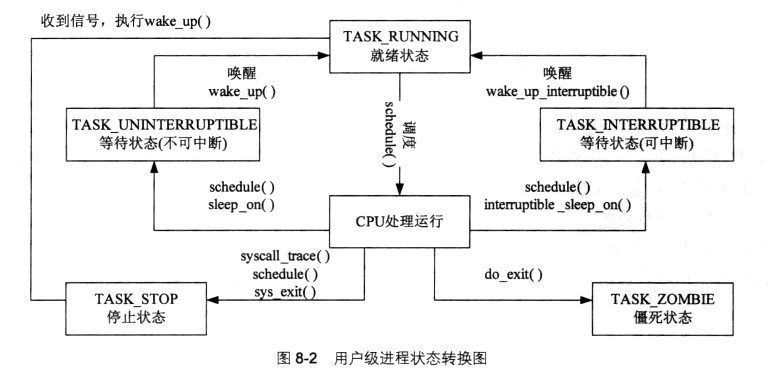 收到信号，执行wake_up( )
TASK_RUNNING
就绪状态
唤醒
wake_up( )
唤醒
wake_up_interruptible()
调度
schedule( )
TASK_UNINTERRUPTIBLE
等待状态(不可中断)
TASK_INTERRUPTIBLE
等待状态(可中断)
schedule( )
sleep_on( )
schedule( )
interruptible_sleep_on( )
CPU处理运行
syscall_trace( )
schedule( )
sys_exit( )
do_exit( )
TASK_STOP
停止状态
TASK_ZOMBIE
僵死状态
图 8-2 用户级进程状态转换图